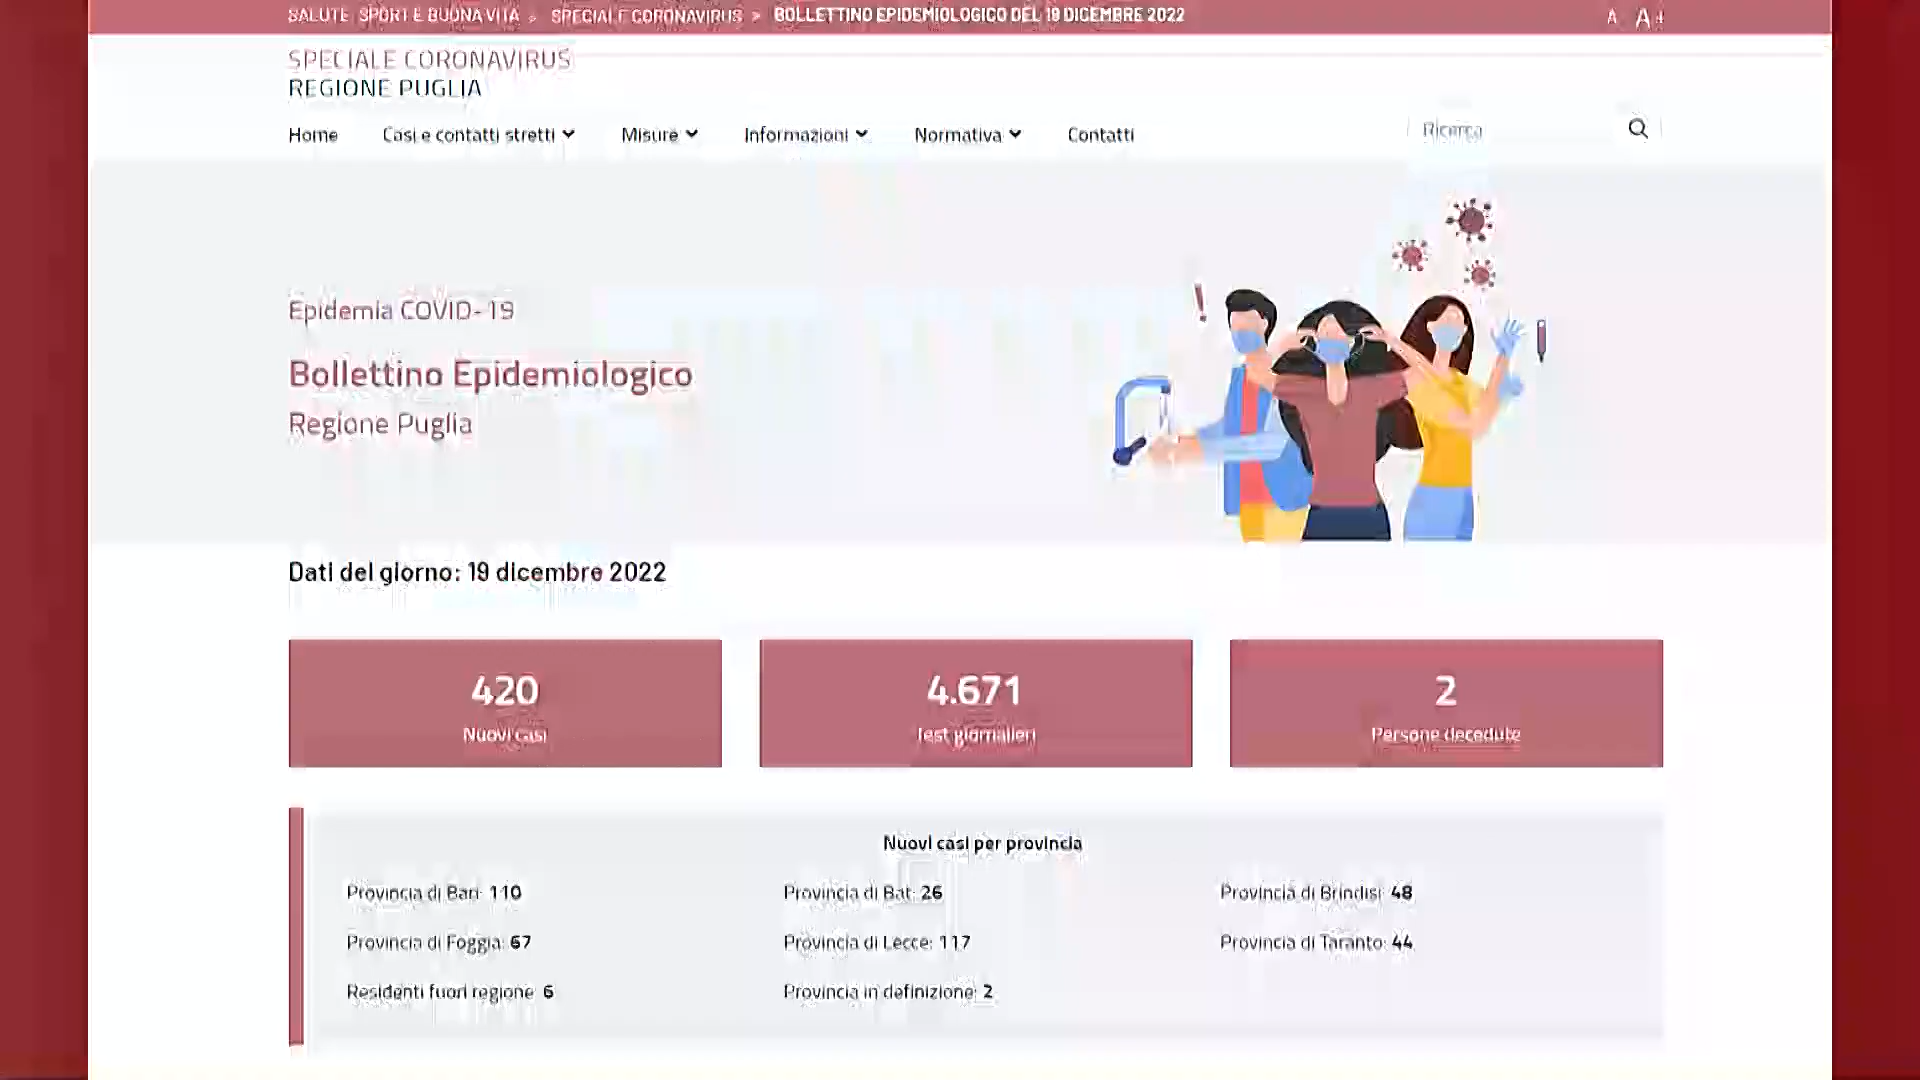 SALUTE, SPORT E BUONA VITA > SPECIALE CORONAVIRUS > BOLLETTINO EPIDEMIOLOGICO DEL 19 DICEMBRE 2022
A A+
SPECIALE CORONAVIRUS
REGIONE PUGLIA
Home Casi e contatti stretti Misure Informazioni Normativa Contatti Ricerca
Epidemia COVID-19
Bollettino Epidemiologico
Regione Puglia
Dati del giorno: 19 dicembre 2022
420 4.671 2
Nuovi casi Test giornalieri Persone decedute
Nuovi casi per provincia
Provincia di Bari: 110 Provincia di Bat: 26 Provincia di Brindisi: 48
Provincia di Foggia: 67 Provincia di Lecce: 117 Provincia di Taranto: 44
Residenti fuori regione: 6 Provincia in definizione: 2